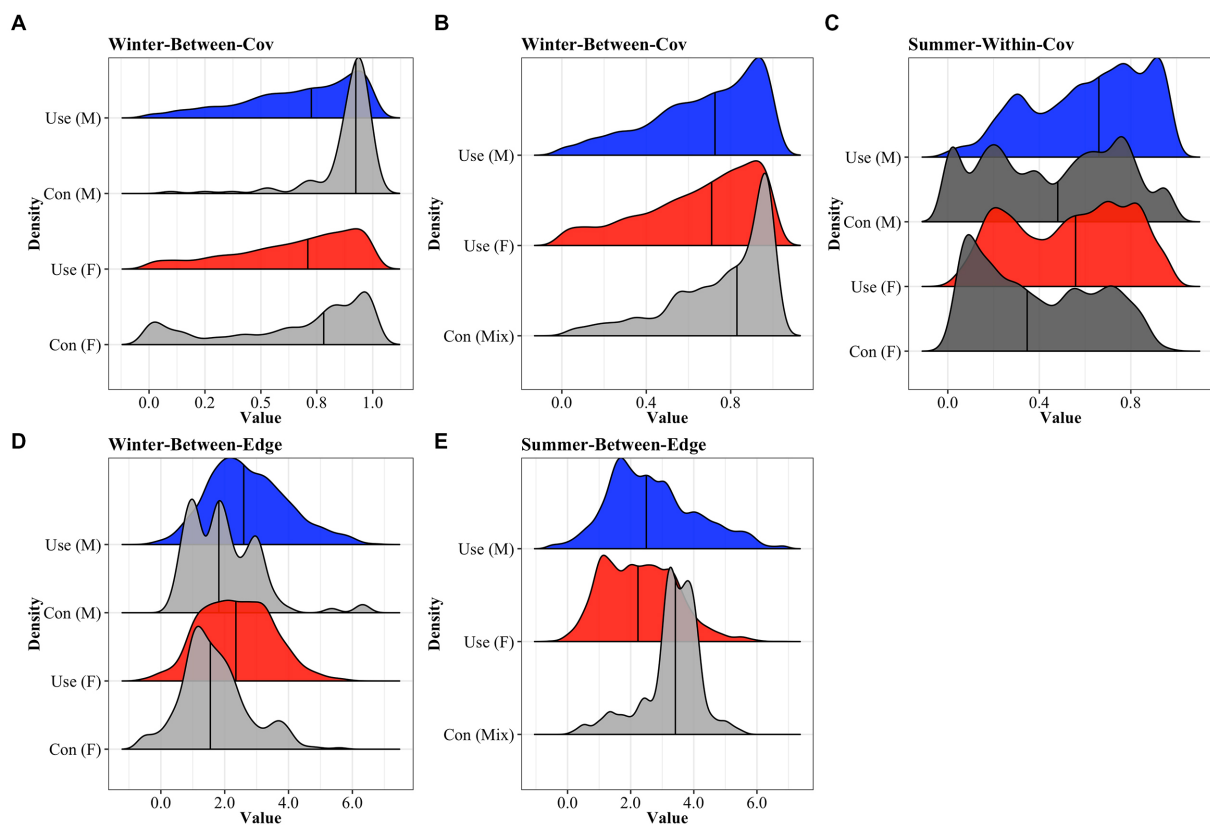 A
Winter-Between-Cov
Density
Use (M)
Con (M)
Use (F)
Con (F)
0.0 0.2 0.5 0.8 1.0
Value
B
Winter-Between-Cov
Density
Use (M)
Use (F)
Con (Mix)
0.0 0.4 0.8
Value
C
Summer-Within-Cov
Density
Use (M)
Con (M)
Use (F)
Con (F)
0.0 0.4 0.8
Value
D
Winter-Between-Edge
Density
Use (M)
Con (M)
Use (F)
Con (F)
0.0 2.0 4.0 6.0
Value
E
Summer-Between-Edge
Density
Use (M)
Use (F)
Con (Mix)
0.0 2.0 4.0 6.0
Value